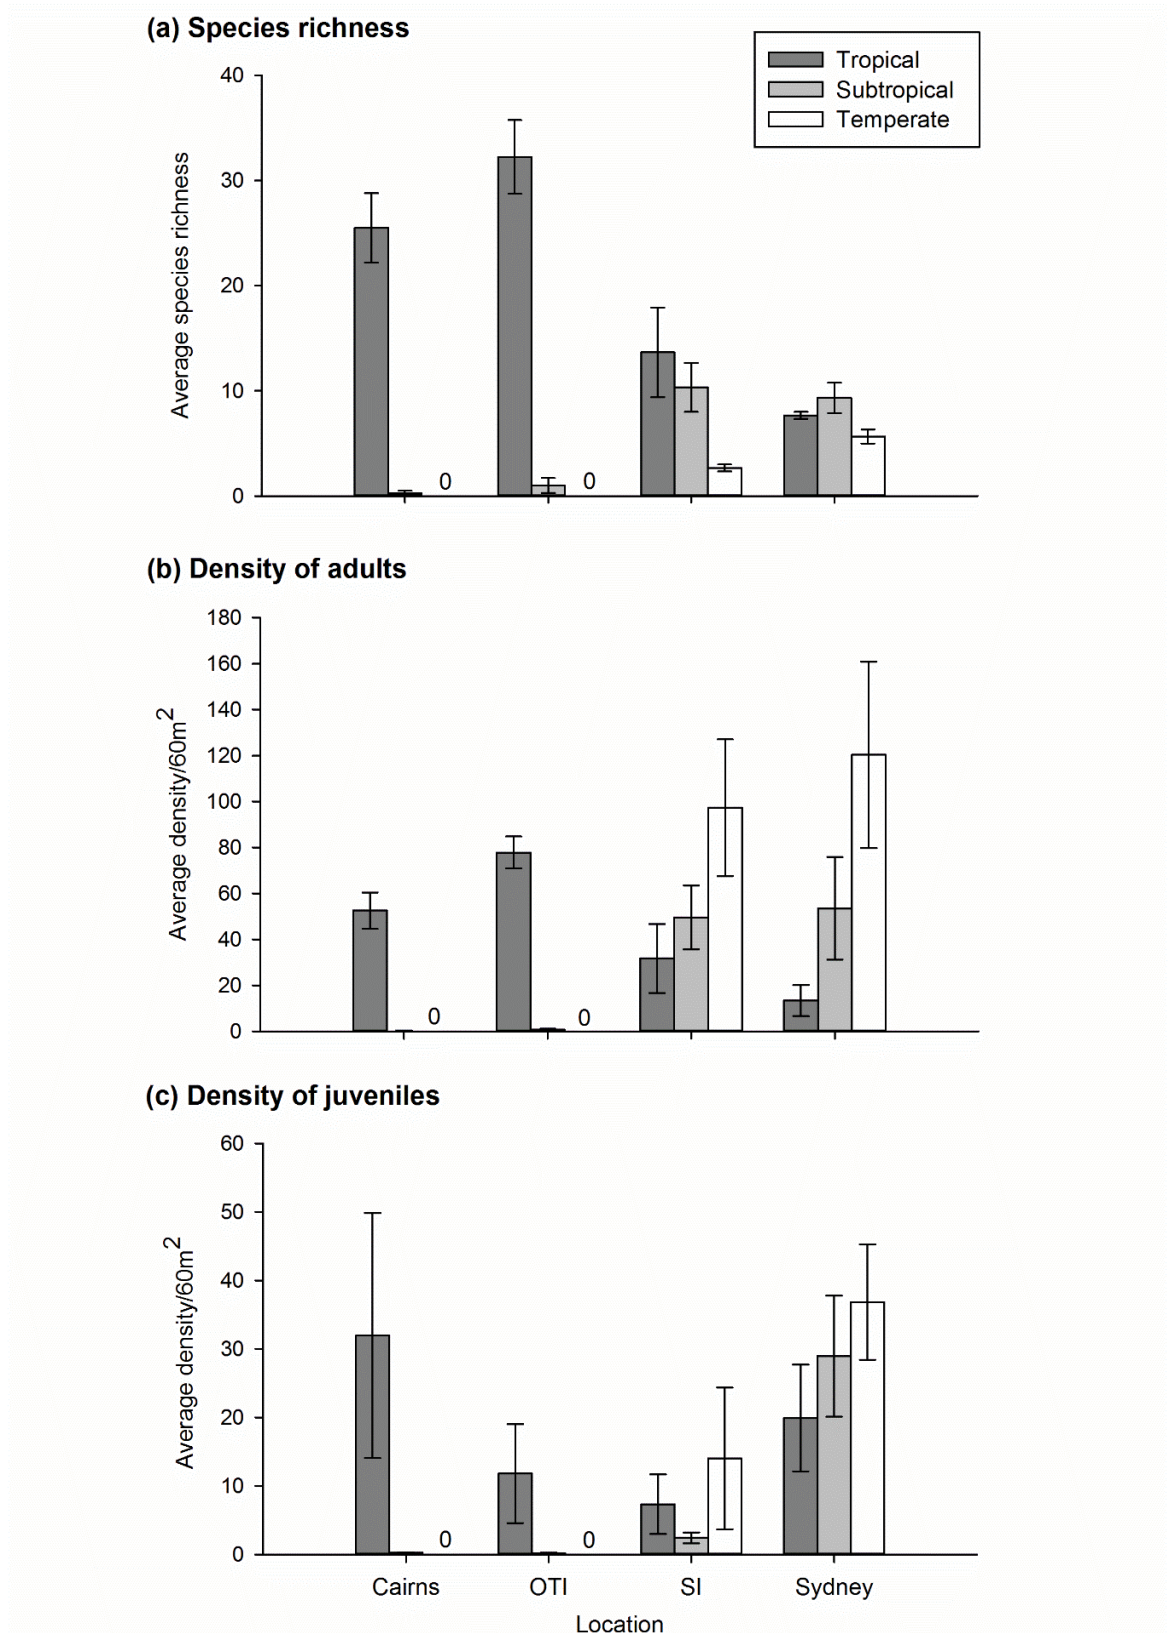 (a) Species richness
Tropical
Subtropical
Temperate
40
30
20
10
0
Average species richness
0
0
(b) Density of adults
180
160
140
120
100
80
60
40
20
0
Average density/60m²
0
0
(c) Density of juveniles
60
50
40
30
20
10
0
Average density/60m²
0
0
Cairns OTI SI Sydney
Location